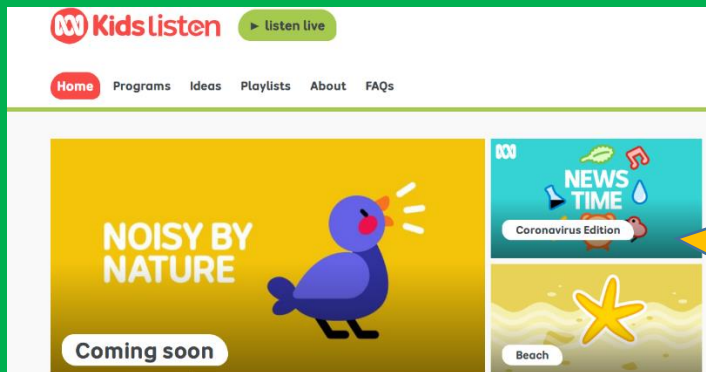 ABC Kids listen ► listen live
Home Programs Ideas Playlists About FAQs
NOISY BY
NATURE
Coming soon
NEWS
TIME
Coronavirus Edition
Beach